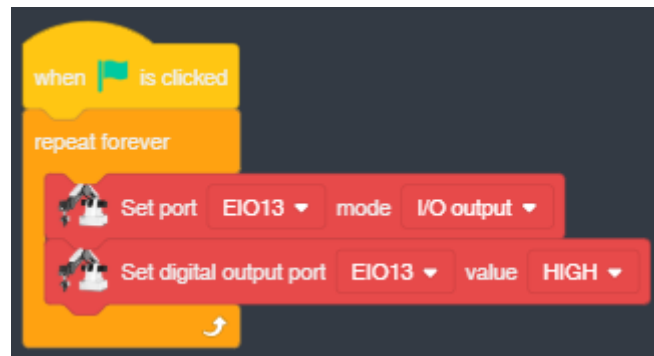 when is clicked
repeat forever
Set port EIO13 mode I/O output
Set digital output port EIO13 value HIGH